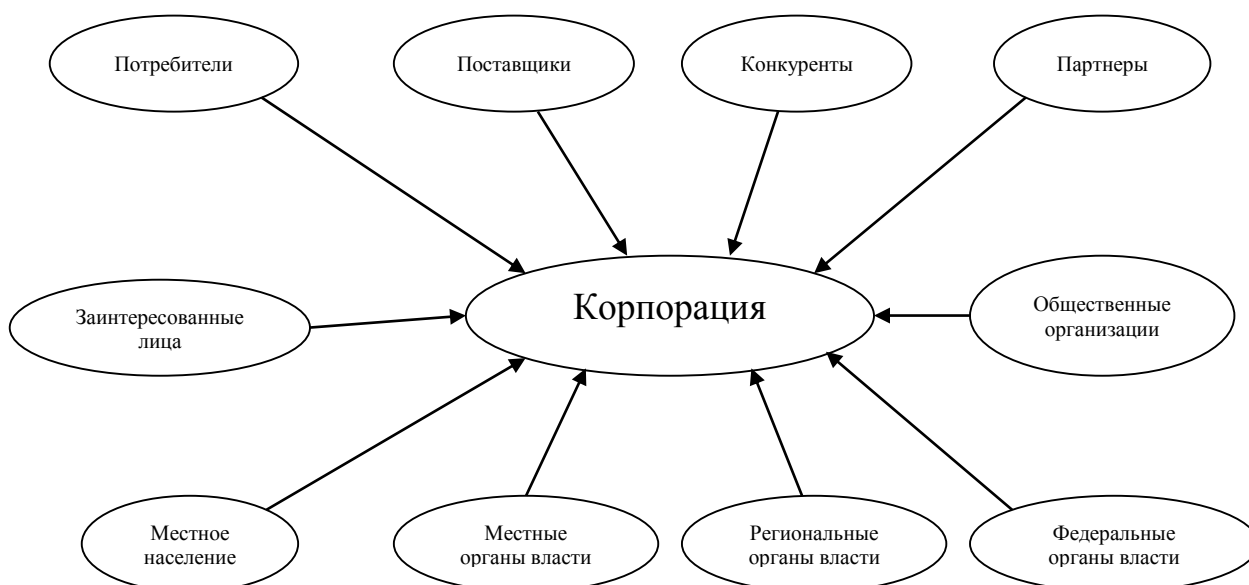 Потребители
Поставщики
Конкуренты
Партнеры
Корпорация
Заинтересованные
лица
Общественные
организации
Местное
население
Местные
органы власти
Региональные
органы власти
Федеральные
органы власти